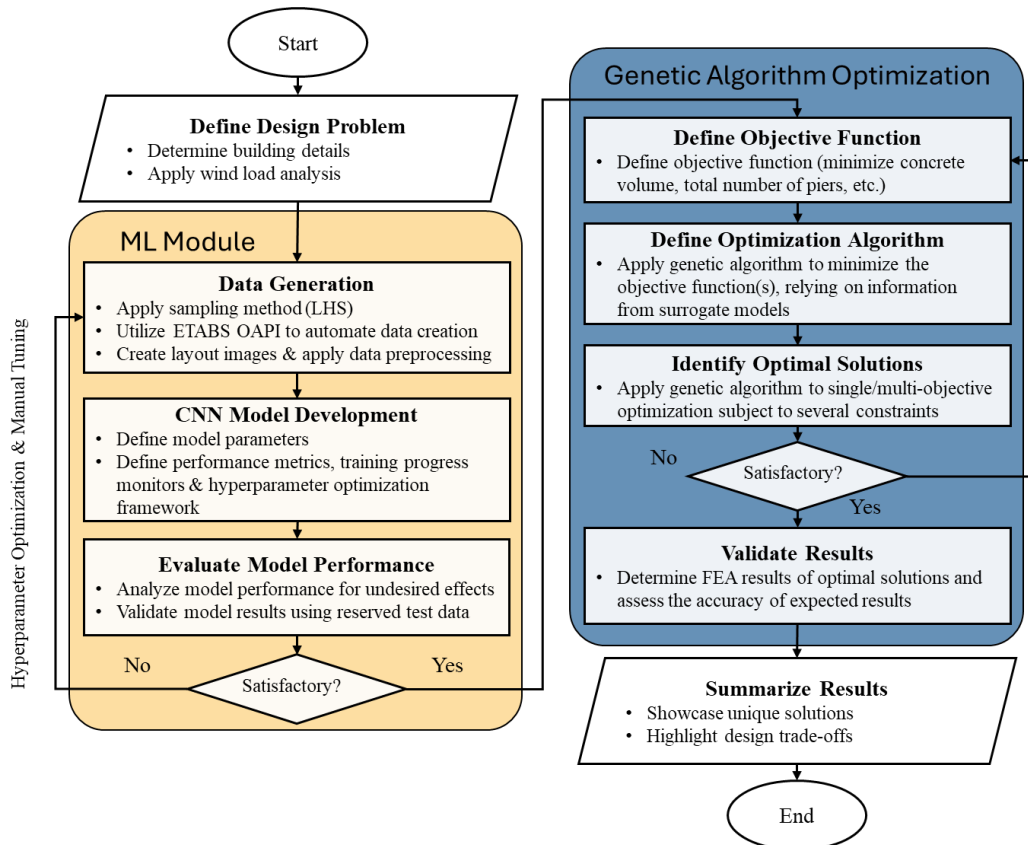 Start
Define Design Problem
• Determine building details
• Apply wind load analysis
ML Module
Data Generation
• Apply sampling method (LHS)
• Utilize ETABS OAPI to automate data creation
• Create layout images & apply data preprocessing
CNN Model Development
• Define model parameters
• Define performance metrics, training progress
monitors & hyperparameter optimization
framework
Evaluate Model Performance
• Analyze model performance for undesired effects
• Validate model results using reserved test data
No
Yes
Satisfactory?
Hyperparameter Optimization & Manual Tuning
Genetic Algorithm Optimization
Define Objective Function
• Define objective function (minimize concrete
volume, total number of piers, etc.)
Define Optimization Algorithm
• Apply genetic algorithm to minimize the
objective function(s), relying on information
from surrogate models
Identify Optimal Solutions
• Apply genetic algorithm to single/multi-objective
optimization subject to several constraints
No
Satisfactory?
Yes
Validate Results
• Determine FEA results of optimal solutions and
assess the accuracy of expected results
Summarize Results
• Showcase unique solutions
• Highlight design trade-offs
End